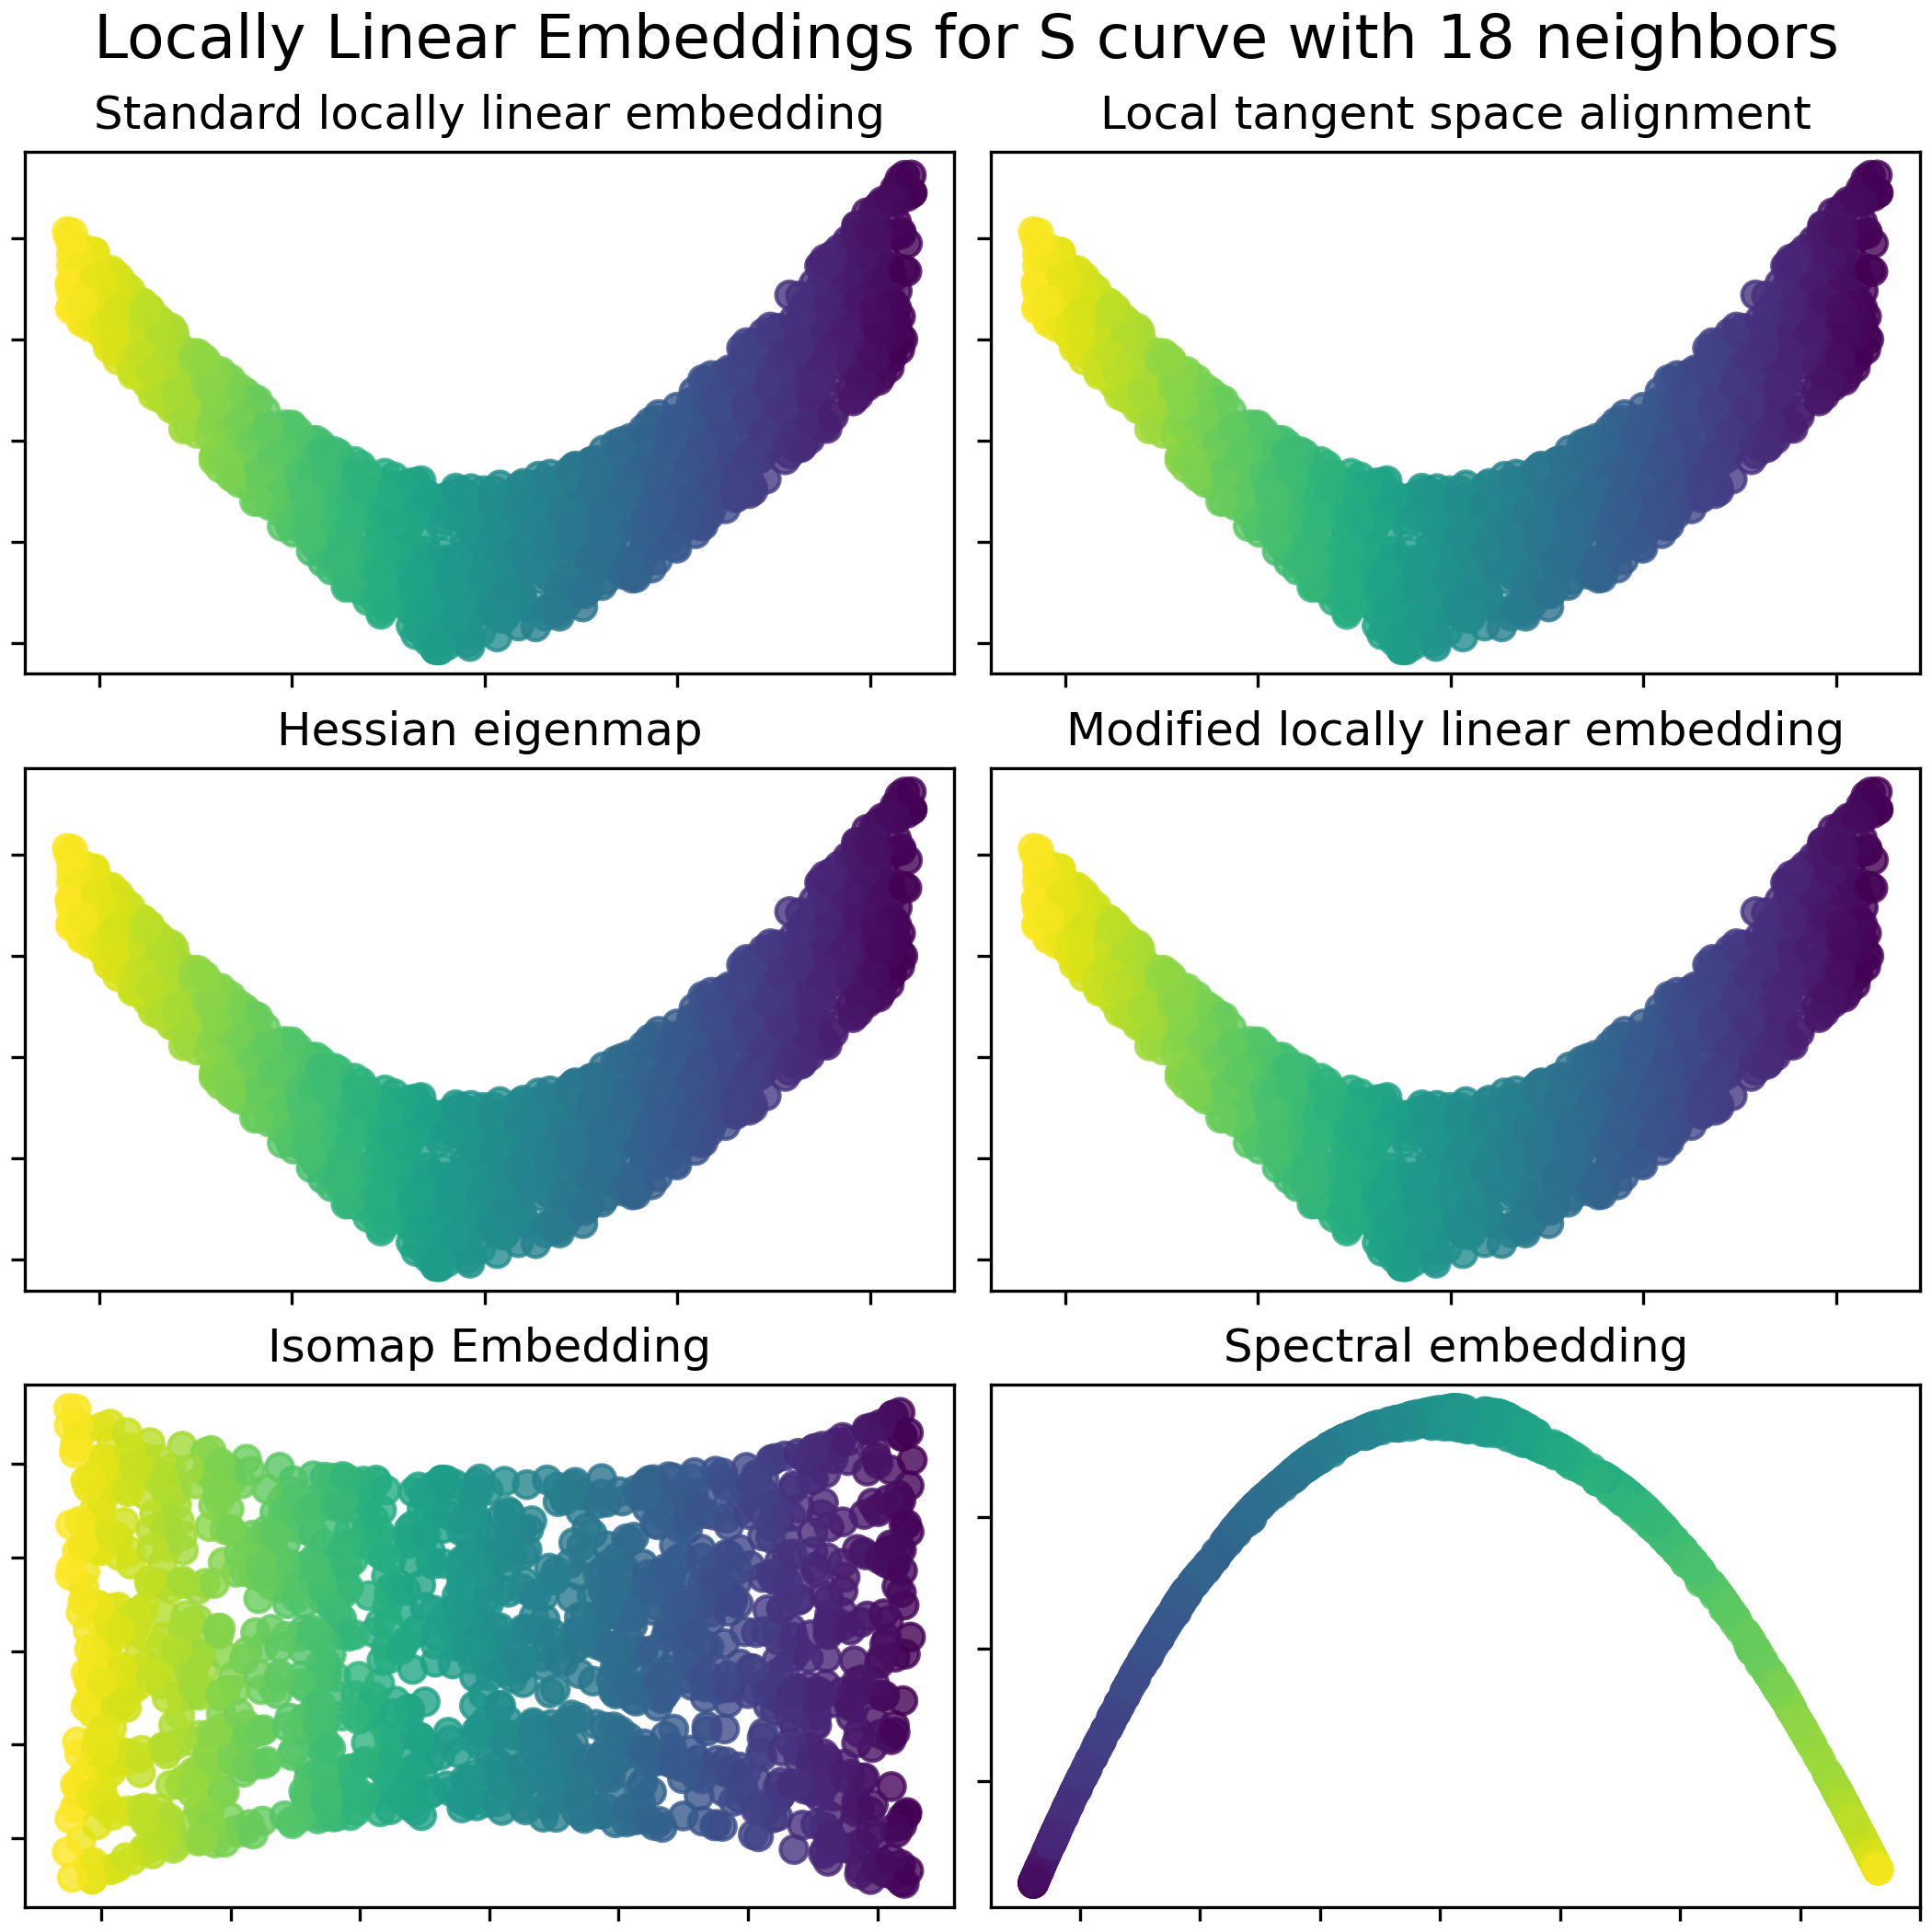 Locally Linear Embeddings for S curve with 18 neighbors
Standard locally linear embedding
Local tangent space alignment
Hessian eigenmap
Modified locally linear embedding
Isomap Embedding
Spectral embedding